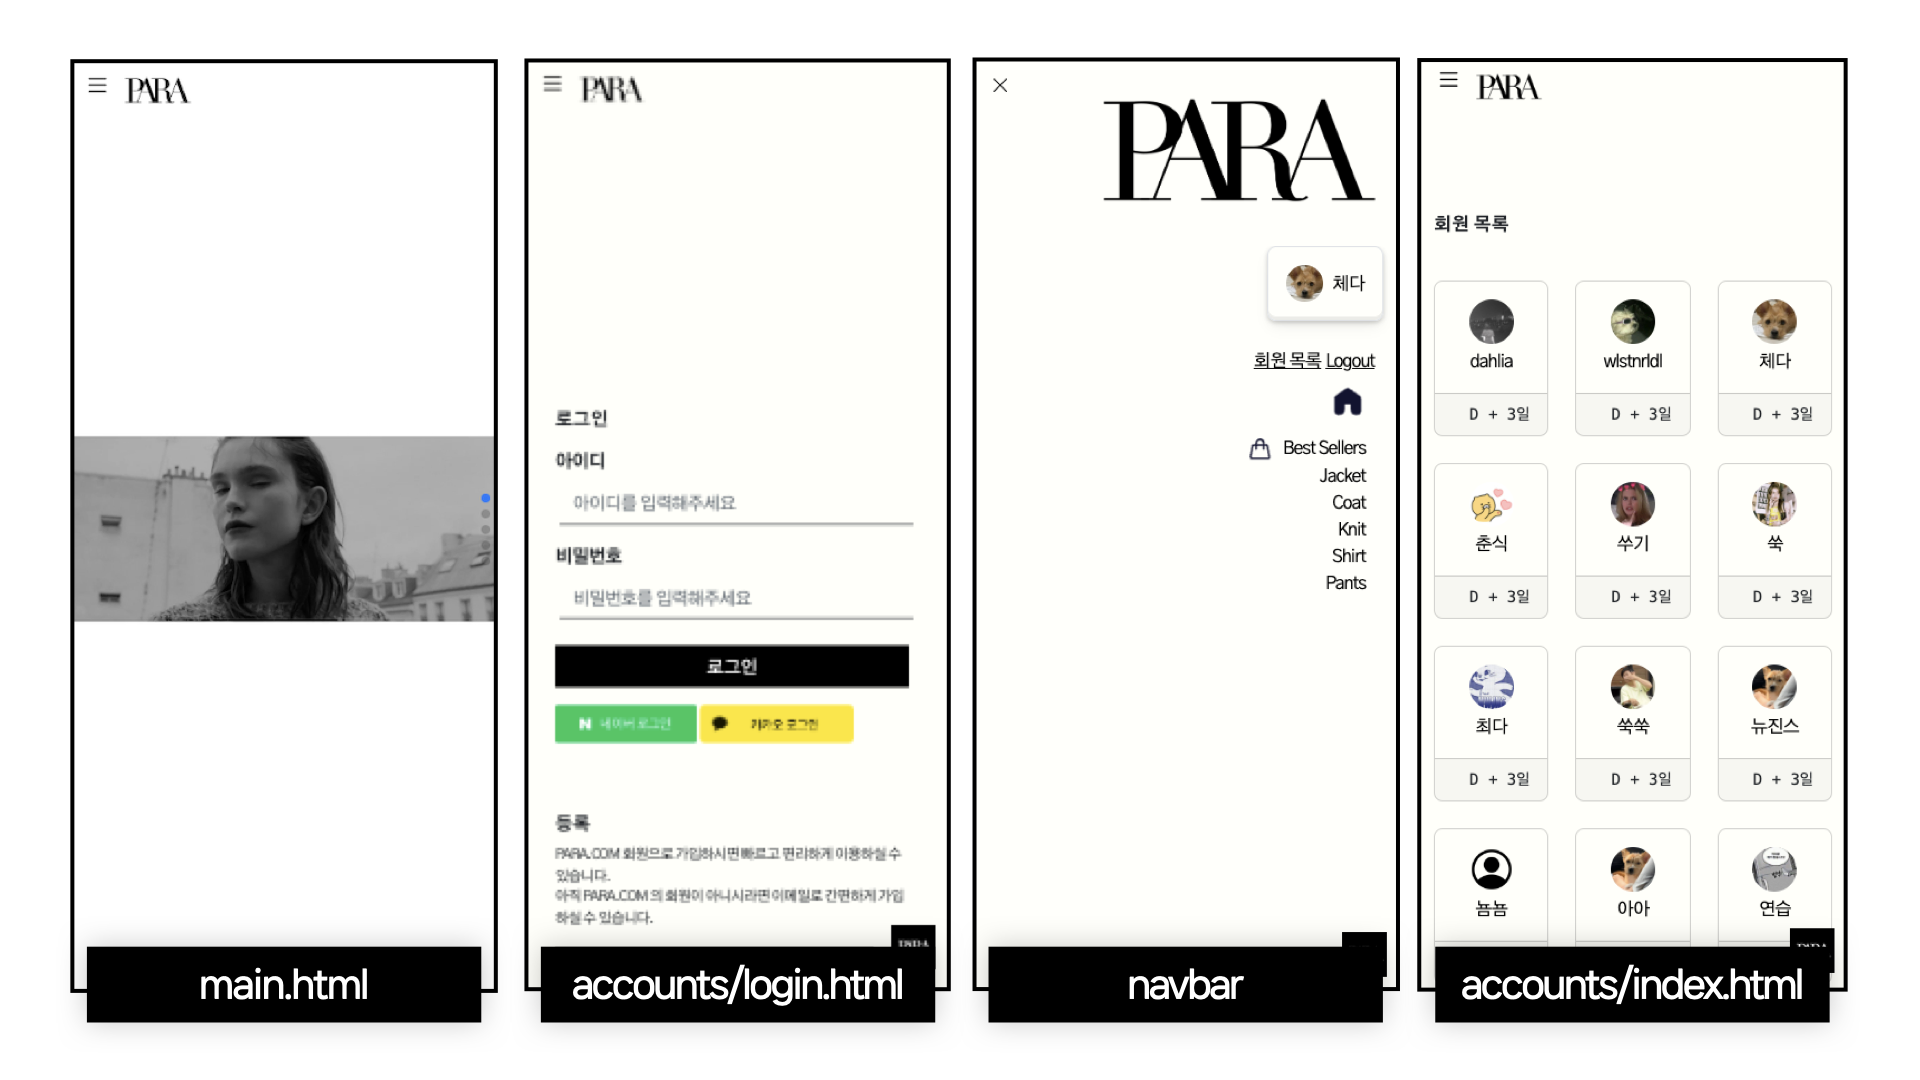 PARA
main.html
PARA
로그인
아이디
아이디를 입력해주세요
비밀번호
비밀번호를 입력해주세요
로그인
네이버 로그인
카카오 로그인
등록
PARA.COM 회원으로 가입하시면 빠르고 편리하게 이용하실 수
있습니다.
아직 PARA.COM 의 회원이 아니시라면 이메일로 간편하게 가입
하실 수 있습니다.
accounts/login.html
PARA
체다
회원 목록 Logout
Best Sellers
Jacket
Coat
Knit
Shirt
Pants
navbar
PARA
회원 목록
dahlia
wlstnrldl
체다
D + 3일
D + 3일
D + 3일
춘식
쑤기
쑥
D + 3일
D + 3일
D + 3일
최다
쑥쑥
뉴진스
D + 3일
D + 3일
D + 3일
뇸뇸
아아
연습
accounts/index.html